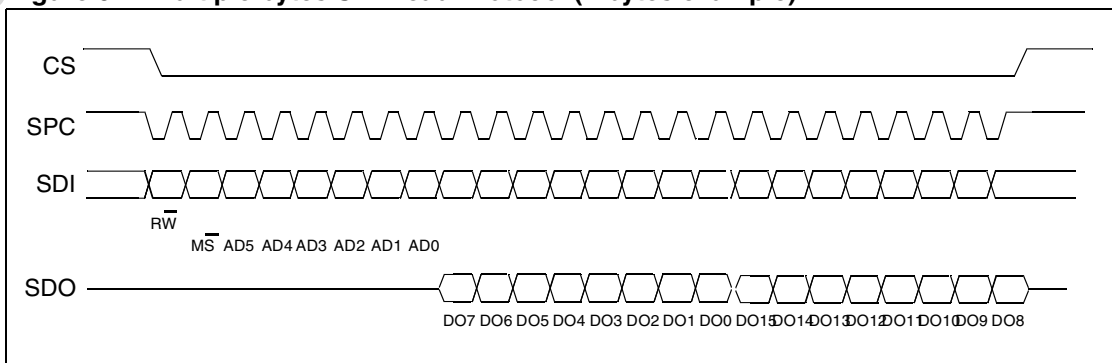 CS
SPC
SDI
RW
MS AD5 AD4 AD3 AD2 AD1 AD0
SDO
DO7 DO6 DO5 DO4 DO3 DO2 DO1 DO0 DO15 DO14 DO13 DO12 DO11 DO10 DO9 DO8